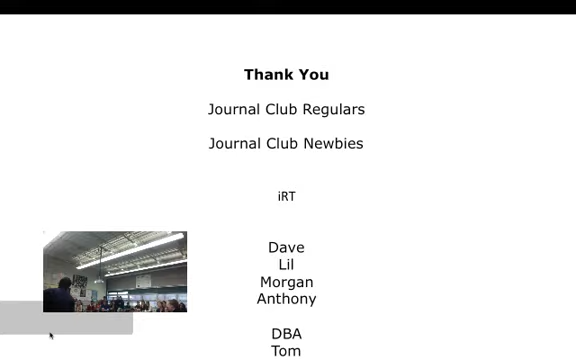 Thank You
Journal Club Regulars
Journal Club Newbies
iRT
Dave
Lil
Morgan
Anthony
DBA
Tom